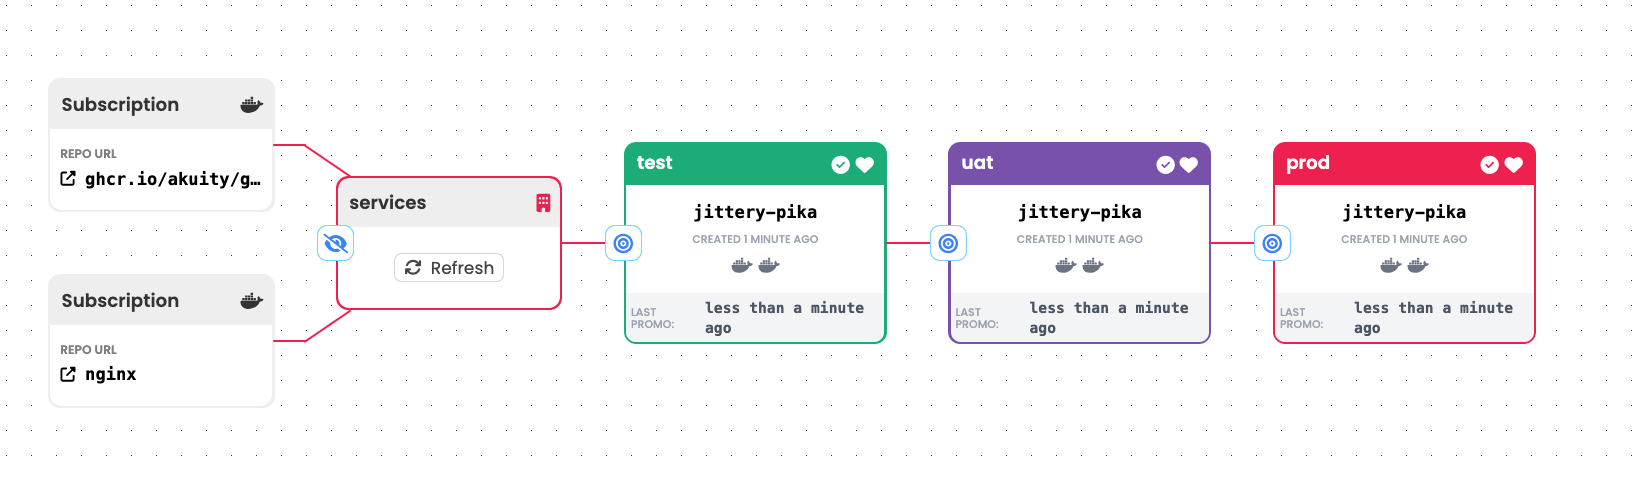 Subscription
REPO URL
ghcr.io/akuity/g…
Subscription
REPO URL
nginx
services
Refresh
test
jittery-pika
CREATED 1 MINUTE AGO
LAST PROMO:
less than a minute ago
uat
jittery-pika
CREATED 1 MINUTE AGO
LAST PROMO:
less than a minute ago
prod
jittery-pika
CREATED 1 MINUTE AGO
LAST PROMO:
less than a minute ago